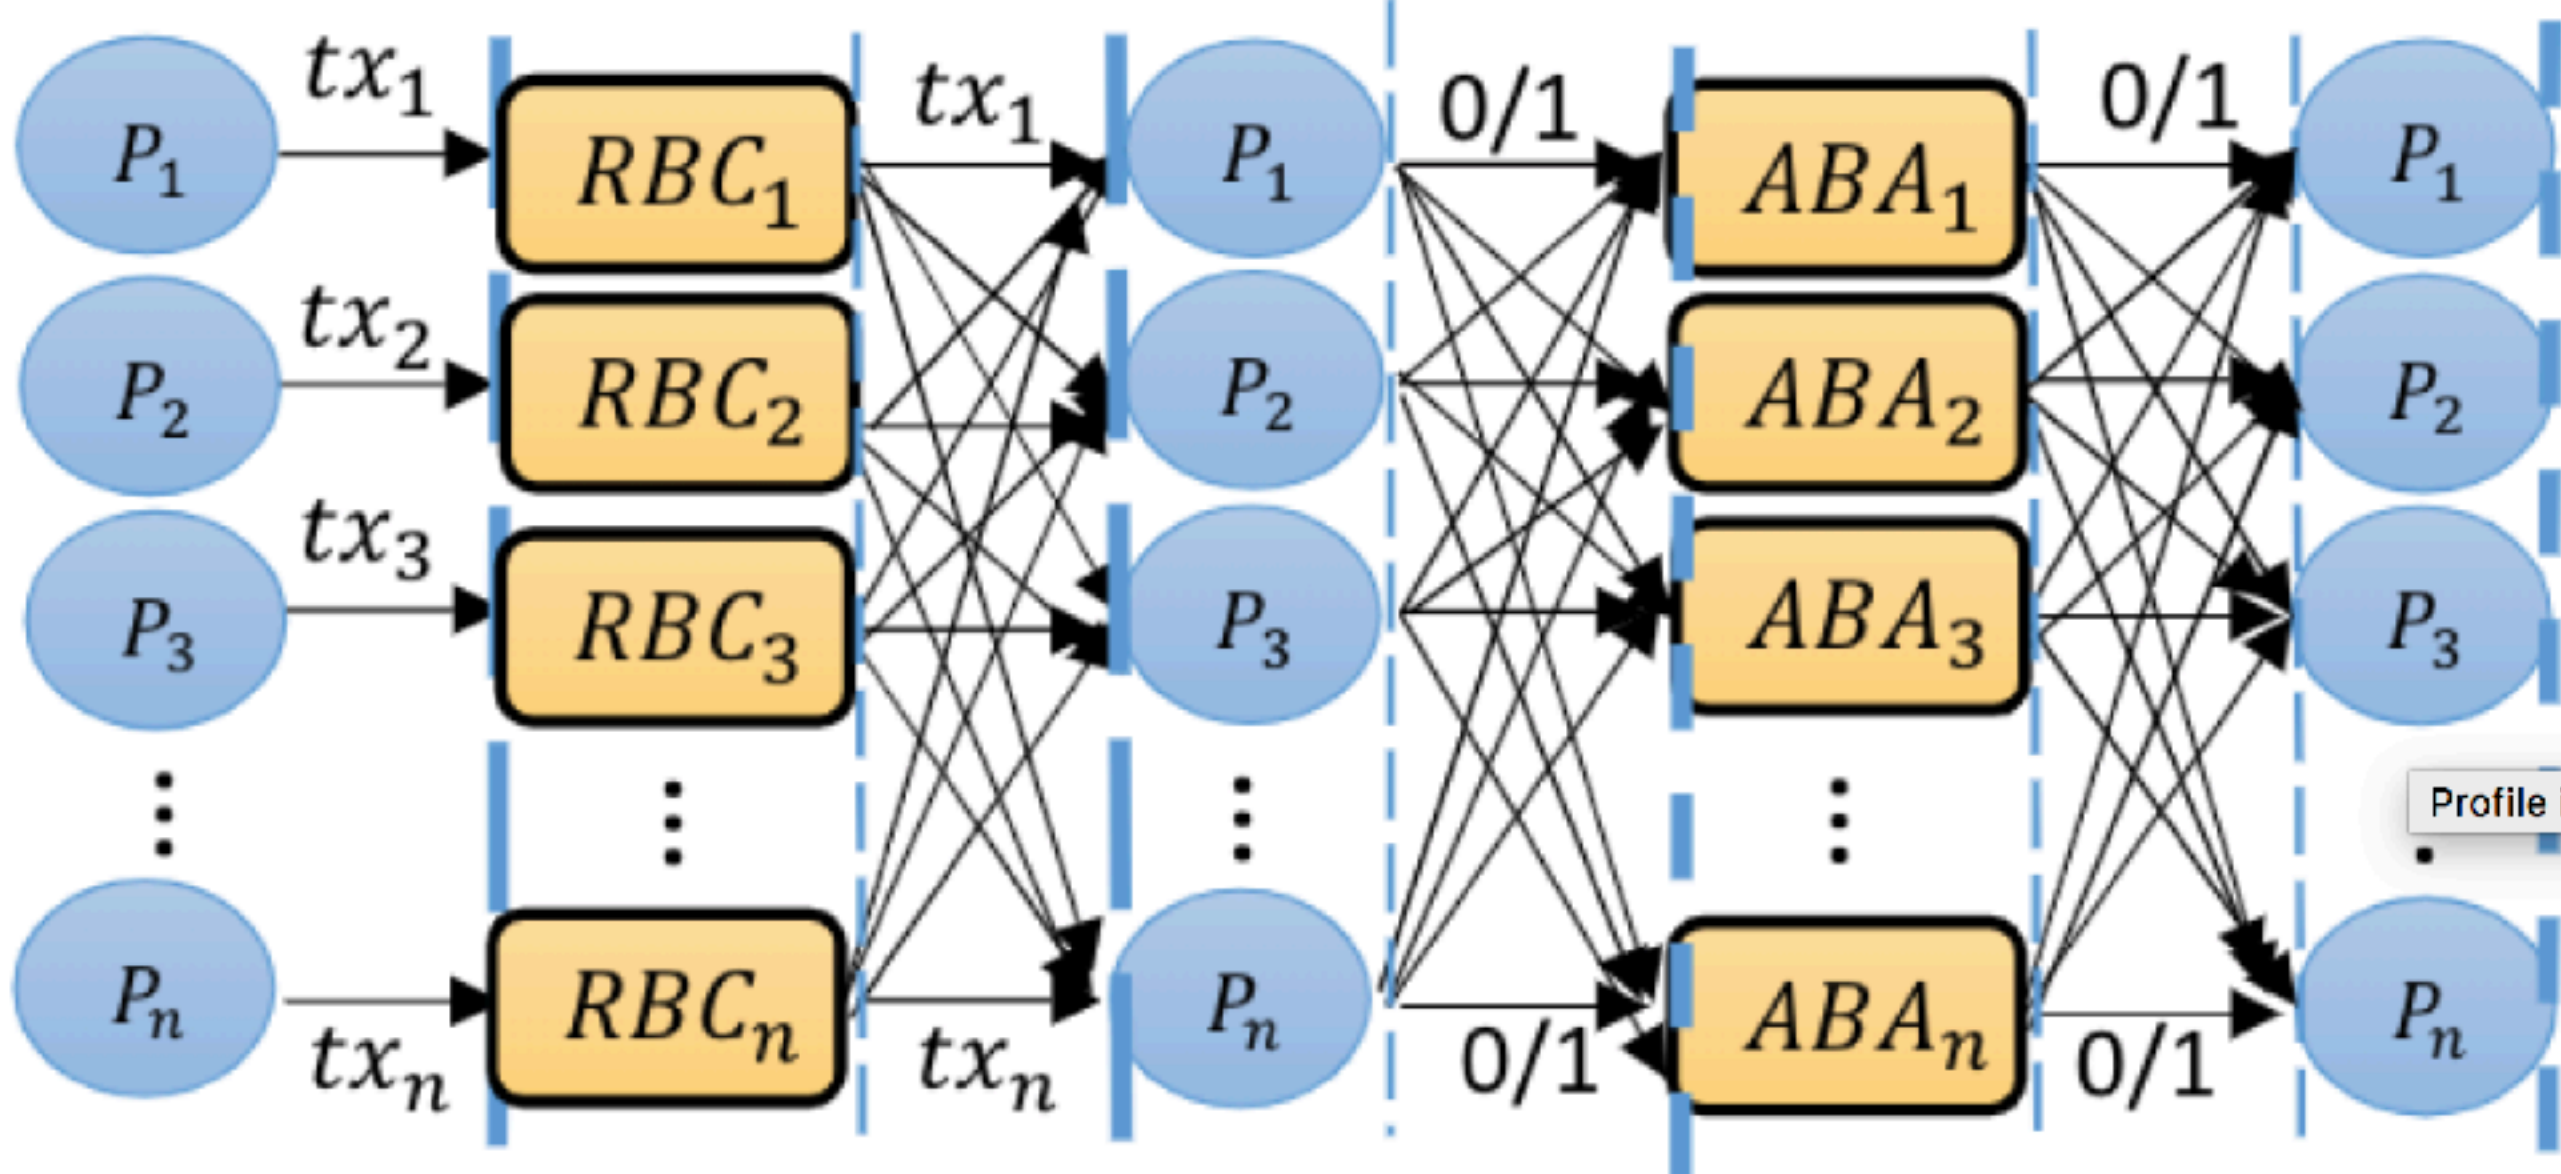 tx₁ tx₁ 0/1 0/1
P₁ RBC₁ P₁ ABA₁ P₁
tx₂
P₂ RBC₂ P₂ ABA₂ P₂
tx₃
P₃ RBC₃ P₃ ABA₃ P₃
Profile
Pₙ RBCₙ Pₙ ABAₙ Pₙ
txₙ txₙ 0/1 0/1